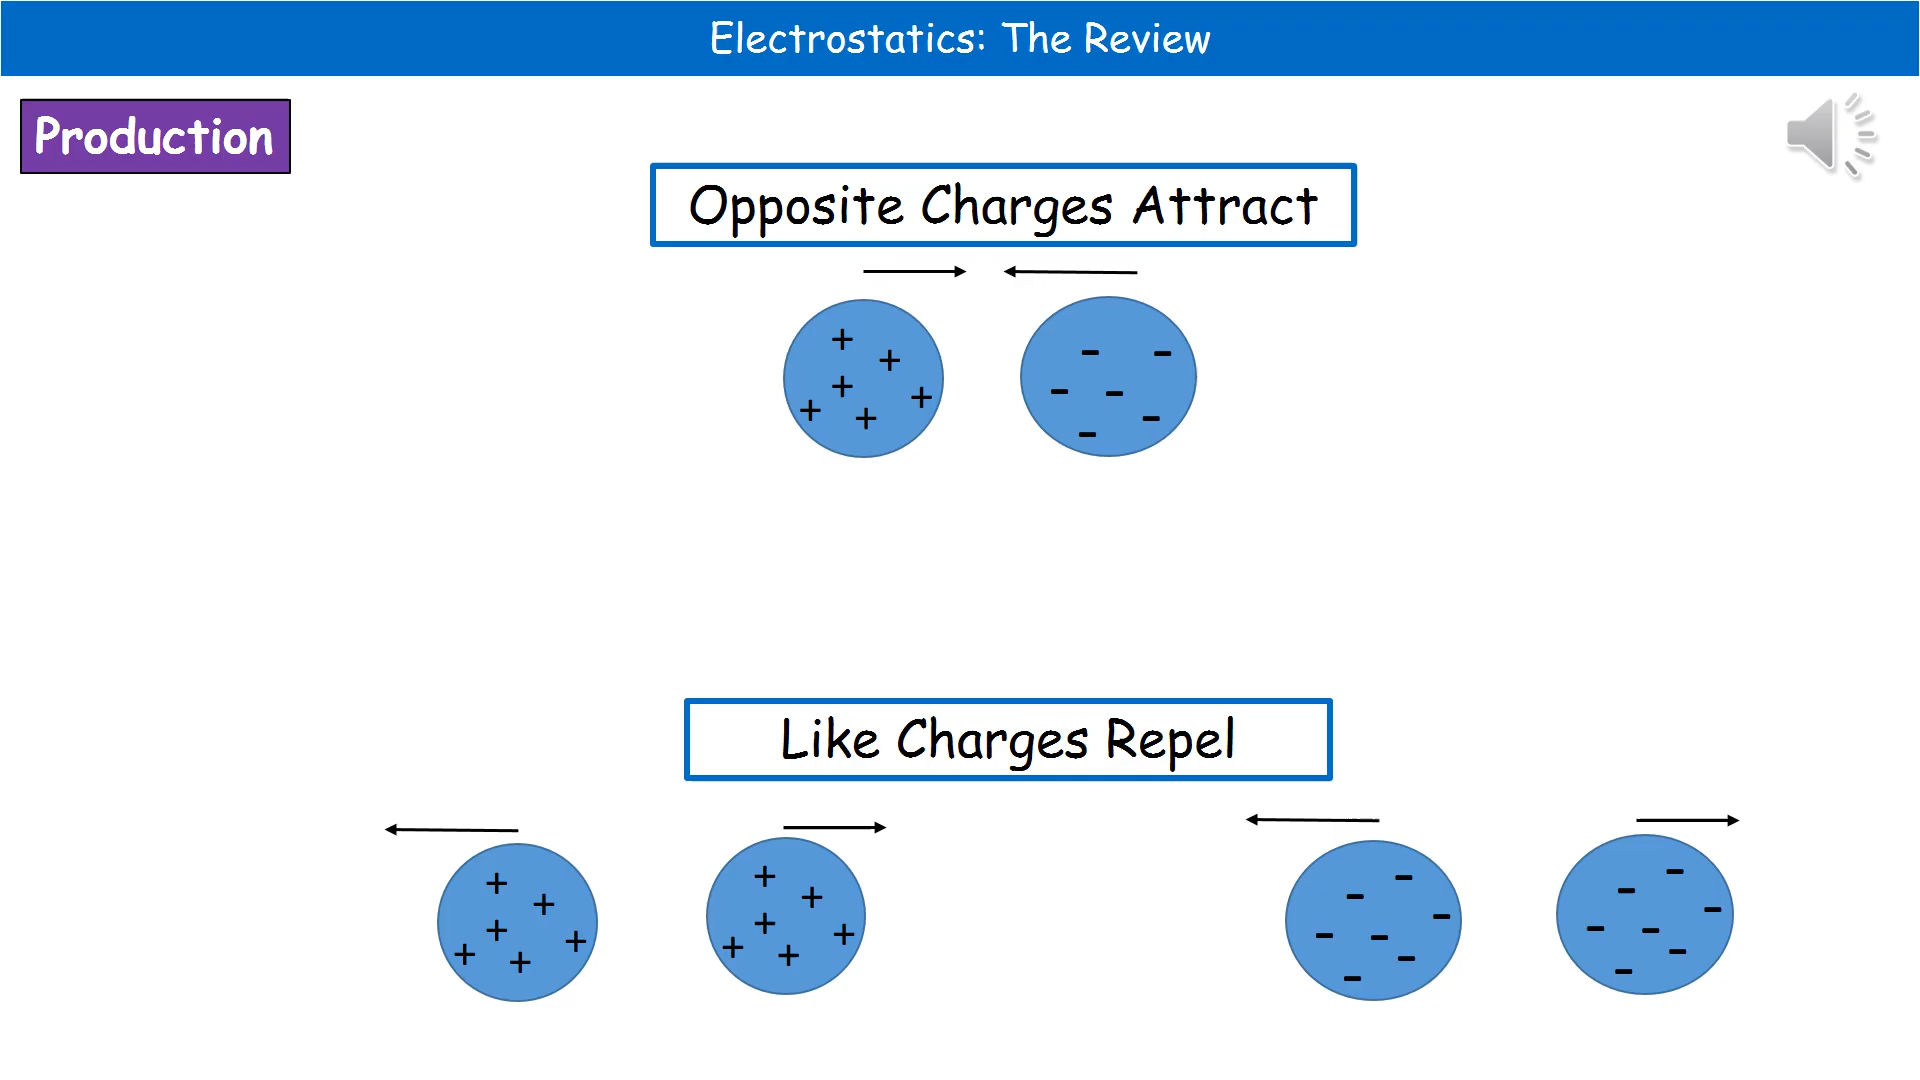 Electrostatics: The Review
Production
Opposite Charges Attract
+ + + + + +
- - - - - -
Like Charges Repel
+ + + + + +
+ + + + + +
- - - - - - -
- - - - - - -